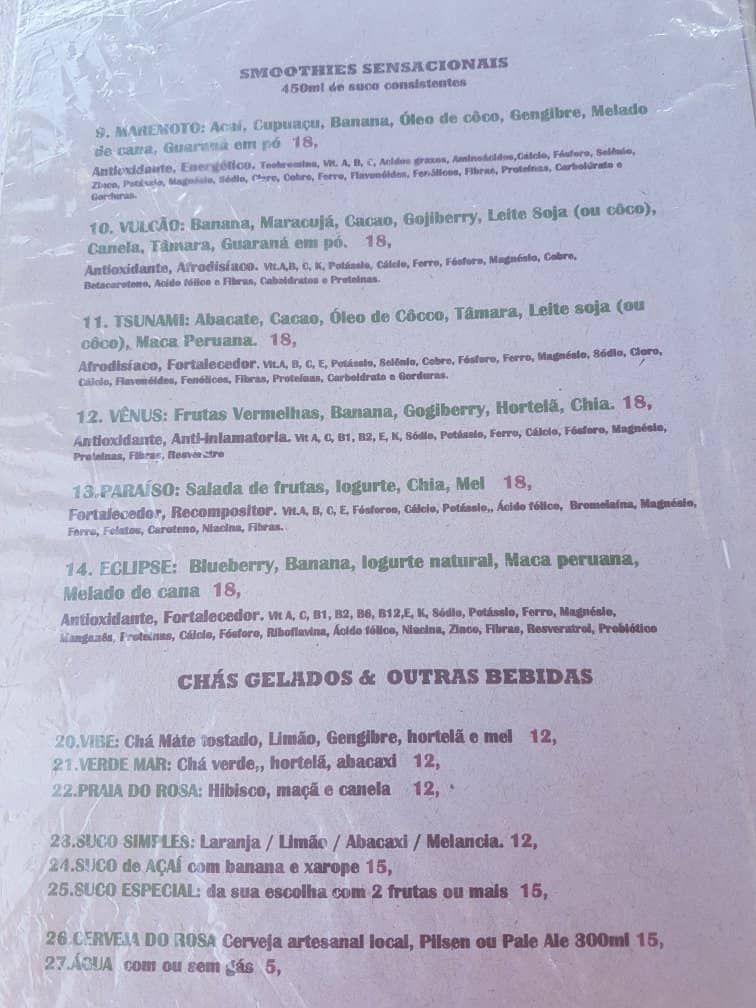 SMOOTHIES SENSACIONAIS
450ml de suco consistentes
9. MAREMOTO: Acaí, Cupuaçu, Banana, Óleo de côco, Gengibre, Melado
de cana, Guaraná em pó 18,
Antioxidante, Energético. Teobromina, Vit. A, B, C, Acidos graxos, Aminoácidos,Cálcio, Fósforo, Selênio,
Zinco, Potássio, Magnésio, Sódio, Cloro, Cobre, Ferro, Flavonóides, Fenólicos, Fibras, Proteínas, Carboldrato e
Gorduras.
10. VULCÃO: Banana, Maracujá, Cacao, Gojiberry, Leite Soja (ou côco),
Canela, Tâmara, Guaraná em pó. 18,
Antioxidante, Afrodisíaco. Vit.A,B, C, K, Potássio, Cálcio, Ferro, Fósforo, Magnésio, Cobre,
Betacaroteno, Acido fólico e Fibras, Caboidratos e Proteinas.
11. TSUNAMI: Abacate, Cacao, Óleo de Côcco, Tâmara, Leite soja (ou
côco), Maca Peruana. 18,
Afrodisíaco, Fortalecedor. Vit.A, B, C, E, Potássio, Selênio, Cobre, Fósforo, Ferro, Magnésio, Sódio, Cloro,
Cálcio, Flavonóides, Fenólicos, Fibras, Proteínas, Carboldrato e Gorduras.
12. VÊNUS: Frutas Vermelhas, Banana, Gogiberry, Hortelã, Chia. 18,
Antioxidante, Anti-inlamatoria. Vit A, C, B1, B2, E, K, Sódio, Potássio, Ferro, Cálcio, Fósforo, Magnésio,
Proteinas, Fibras,
13.PARAÍSO: Salada de frutas, Iogurte, Chia, Mel 18,
Fortalecedor, Recompositor. Vit.A, B, C, E, Fósforoo, Cálcio, Potássio,, Ácido fólico, Bromelaína, Magnésio,
Ferro, Folatos, Caroteno, Niacina, Fibras.
14. ECLIPSE: Blueberry, Banana, Iogurte natural, Maca peruana,
Melado de cana 18,
Antioxidante, Fortalecedor. Vit A, C, B1, B2, B6, B12,E, K, Sódio, Potássio, Ferro, Magnésio,
Manganês, Proteinas, Cálcio, Fósforo, Riboflavina, Ácido fólico, Niacina, Zinco, Fibras, Resveratrol, Probiótico
CHÁS GELADOS & OUTRAS BEBIDAS
20.VIBE: Chá Mate tostado, Limão, Gengibre, hortelã e mel 12,
21.VERDE MAR: Chá verde,, hortelã, abacaxi 12,
22.PRAIA DO ROSA: Hibisco, maçã e canela 12,
23.SUCO SIMPLES: Laranja / Limão / Abacaxi / Melancia. 12,
24.SUCO de AÇAÍ com banana e xarope 15,
25.SUCO ESPECIAL: da sua escolha com 2 frutas ou mais 15,
26.CERVEJA DO ROSA Cerveja artesanal local, Pilsen ou Pale Ale 300ml 15,
27.ÁGUA com ou sem gás 5,